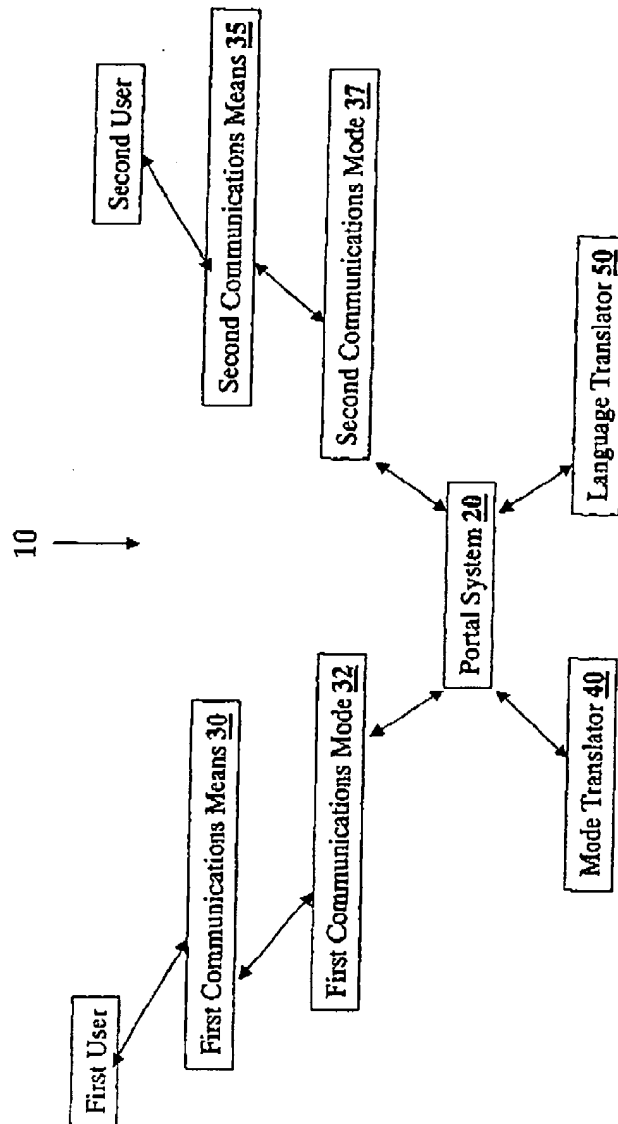 10
First User
Second User
First Communications Means 30
Second Communications Means 35
First Communications Mode 32
Second Communications Mode 37
Portal System 20
Mode Translator 40
Language Translator 50